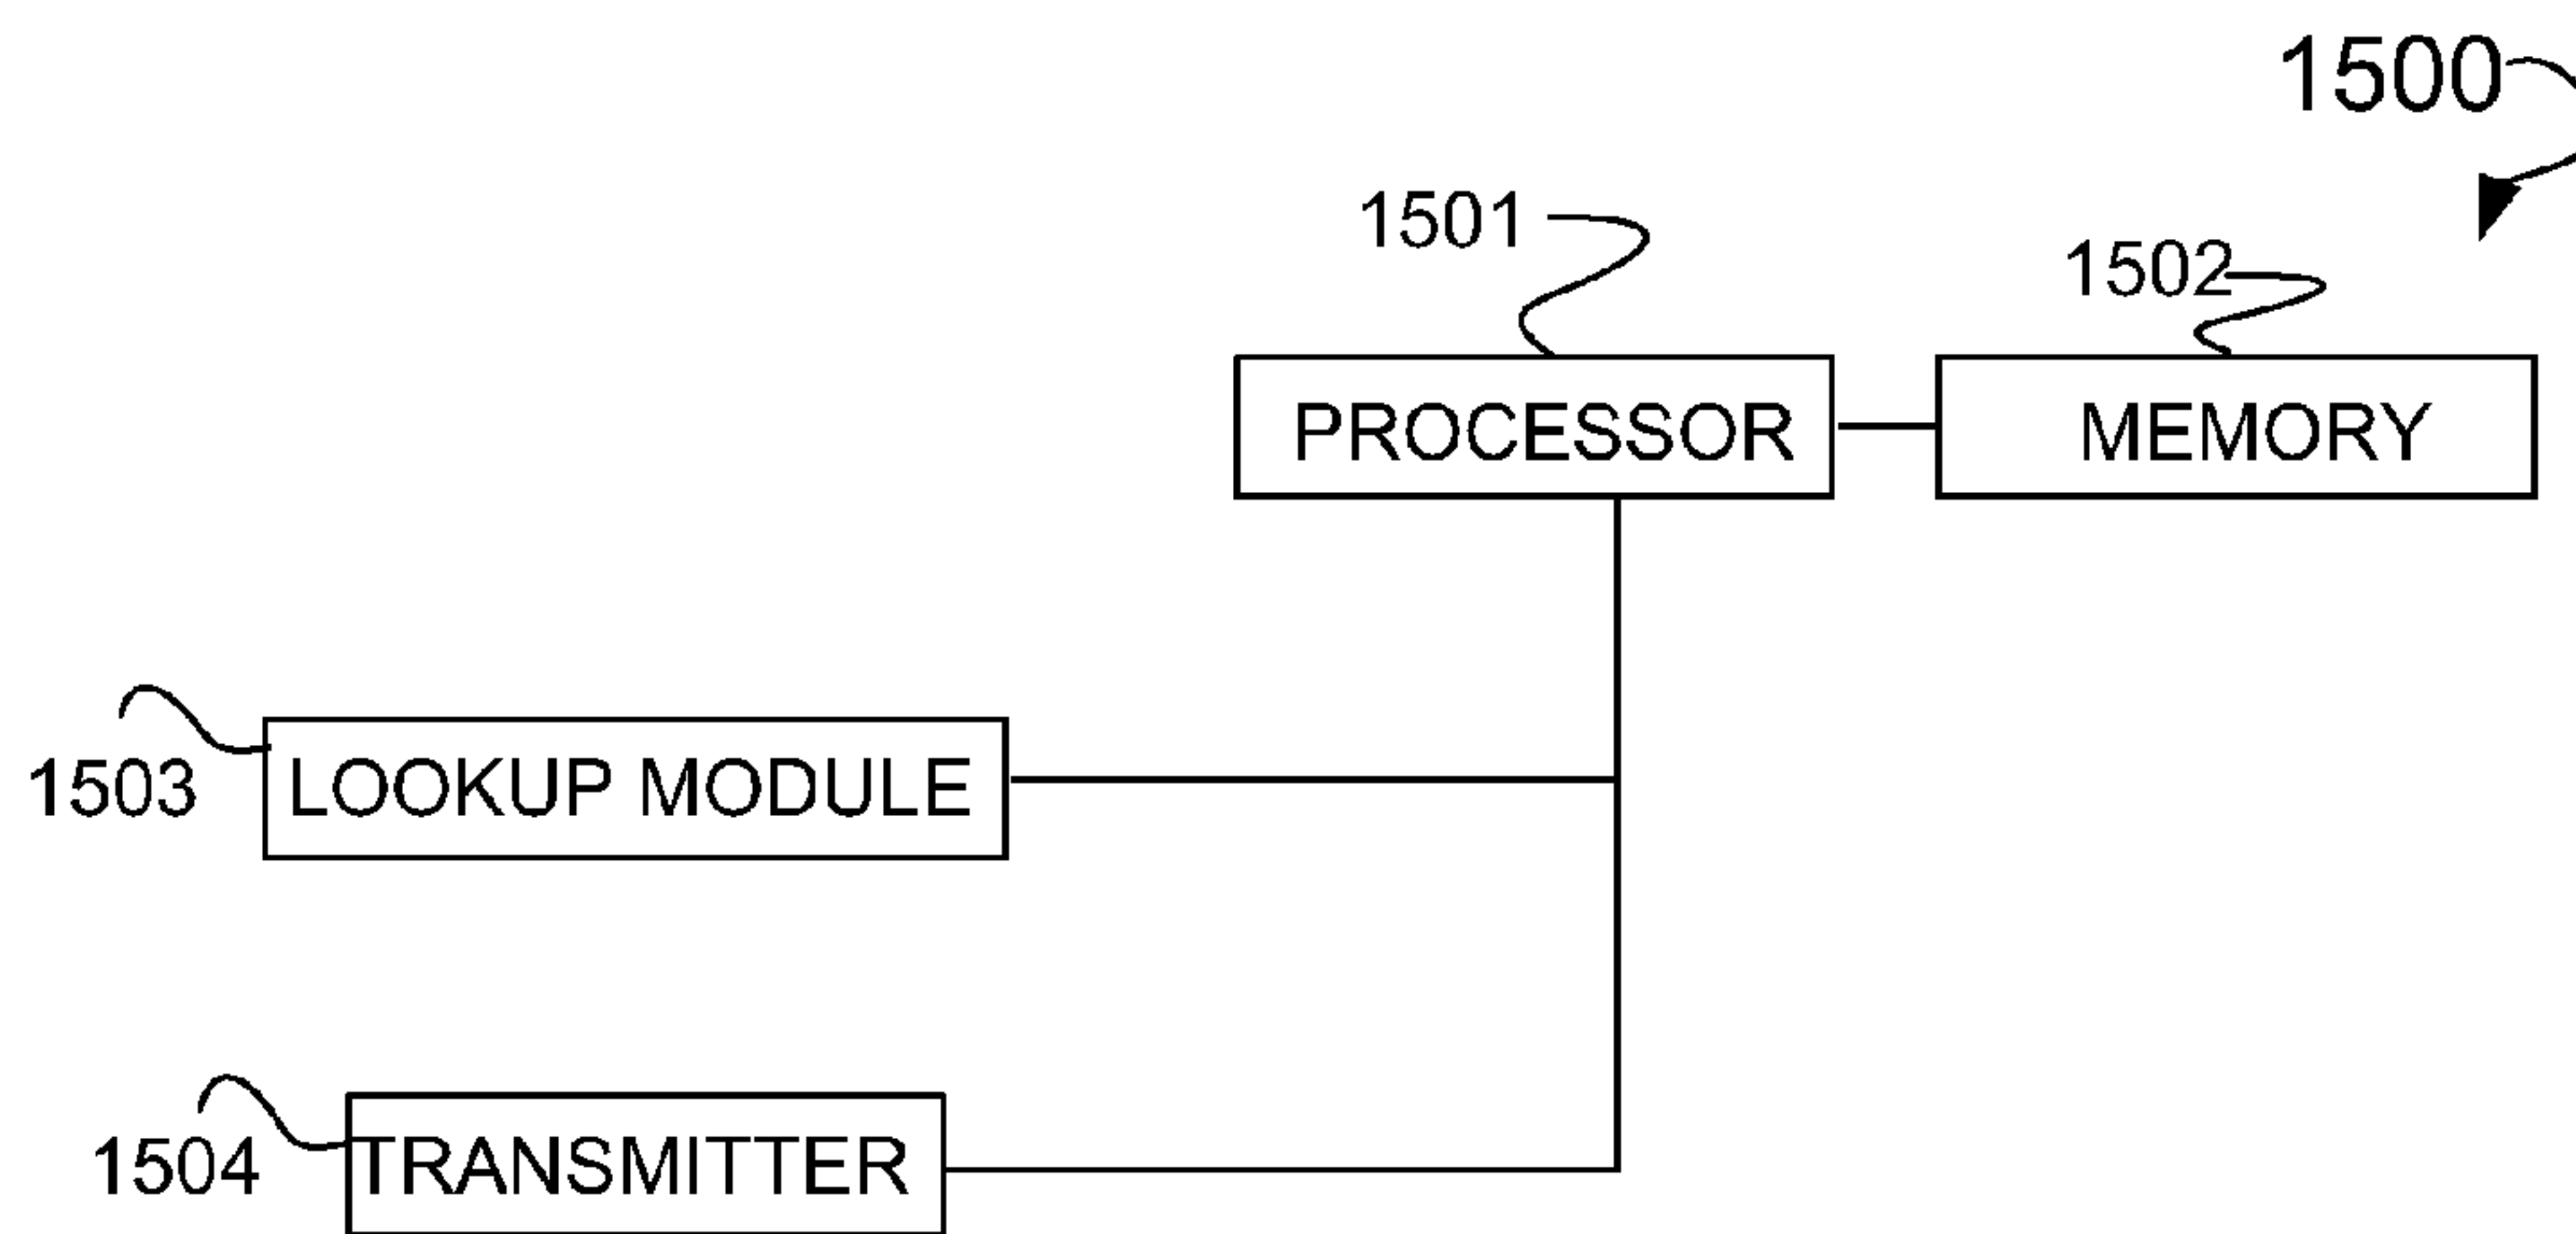 1500
1501
1502
PROCESSOR
MEMORY
1503
LOOKUP MODULE
1504
TRANSMITTER